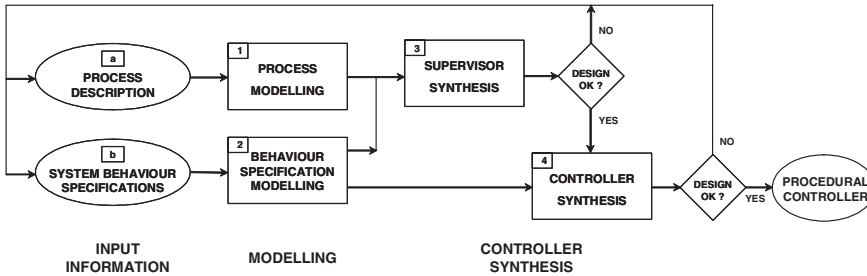 NO
a
PROCESS
DESCRIPTION
1
PROCESS
MODELLING
3
SUPERVISOR
SYNTHESIS
DESIGN
OK ?
YES
b
SYSTEM BEHAVIOUR
SPECIFICATIONS
2
BEHAVIOUR
SPECIFICATION
MODELLING
4
CONTROLLER
SYNTHESIS
NO
DESIGN
OK ?
YES
PROCEDURAL
CONTROLLER
INPUT
INFORMATION
MODELLING
CONTROLLER
SYNTHESIS